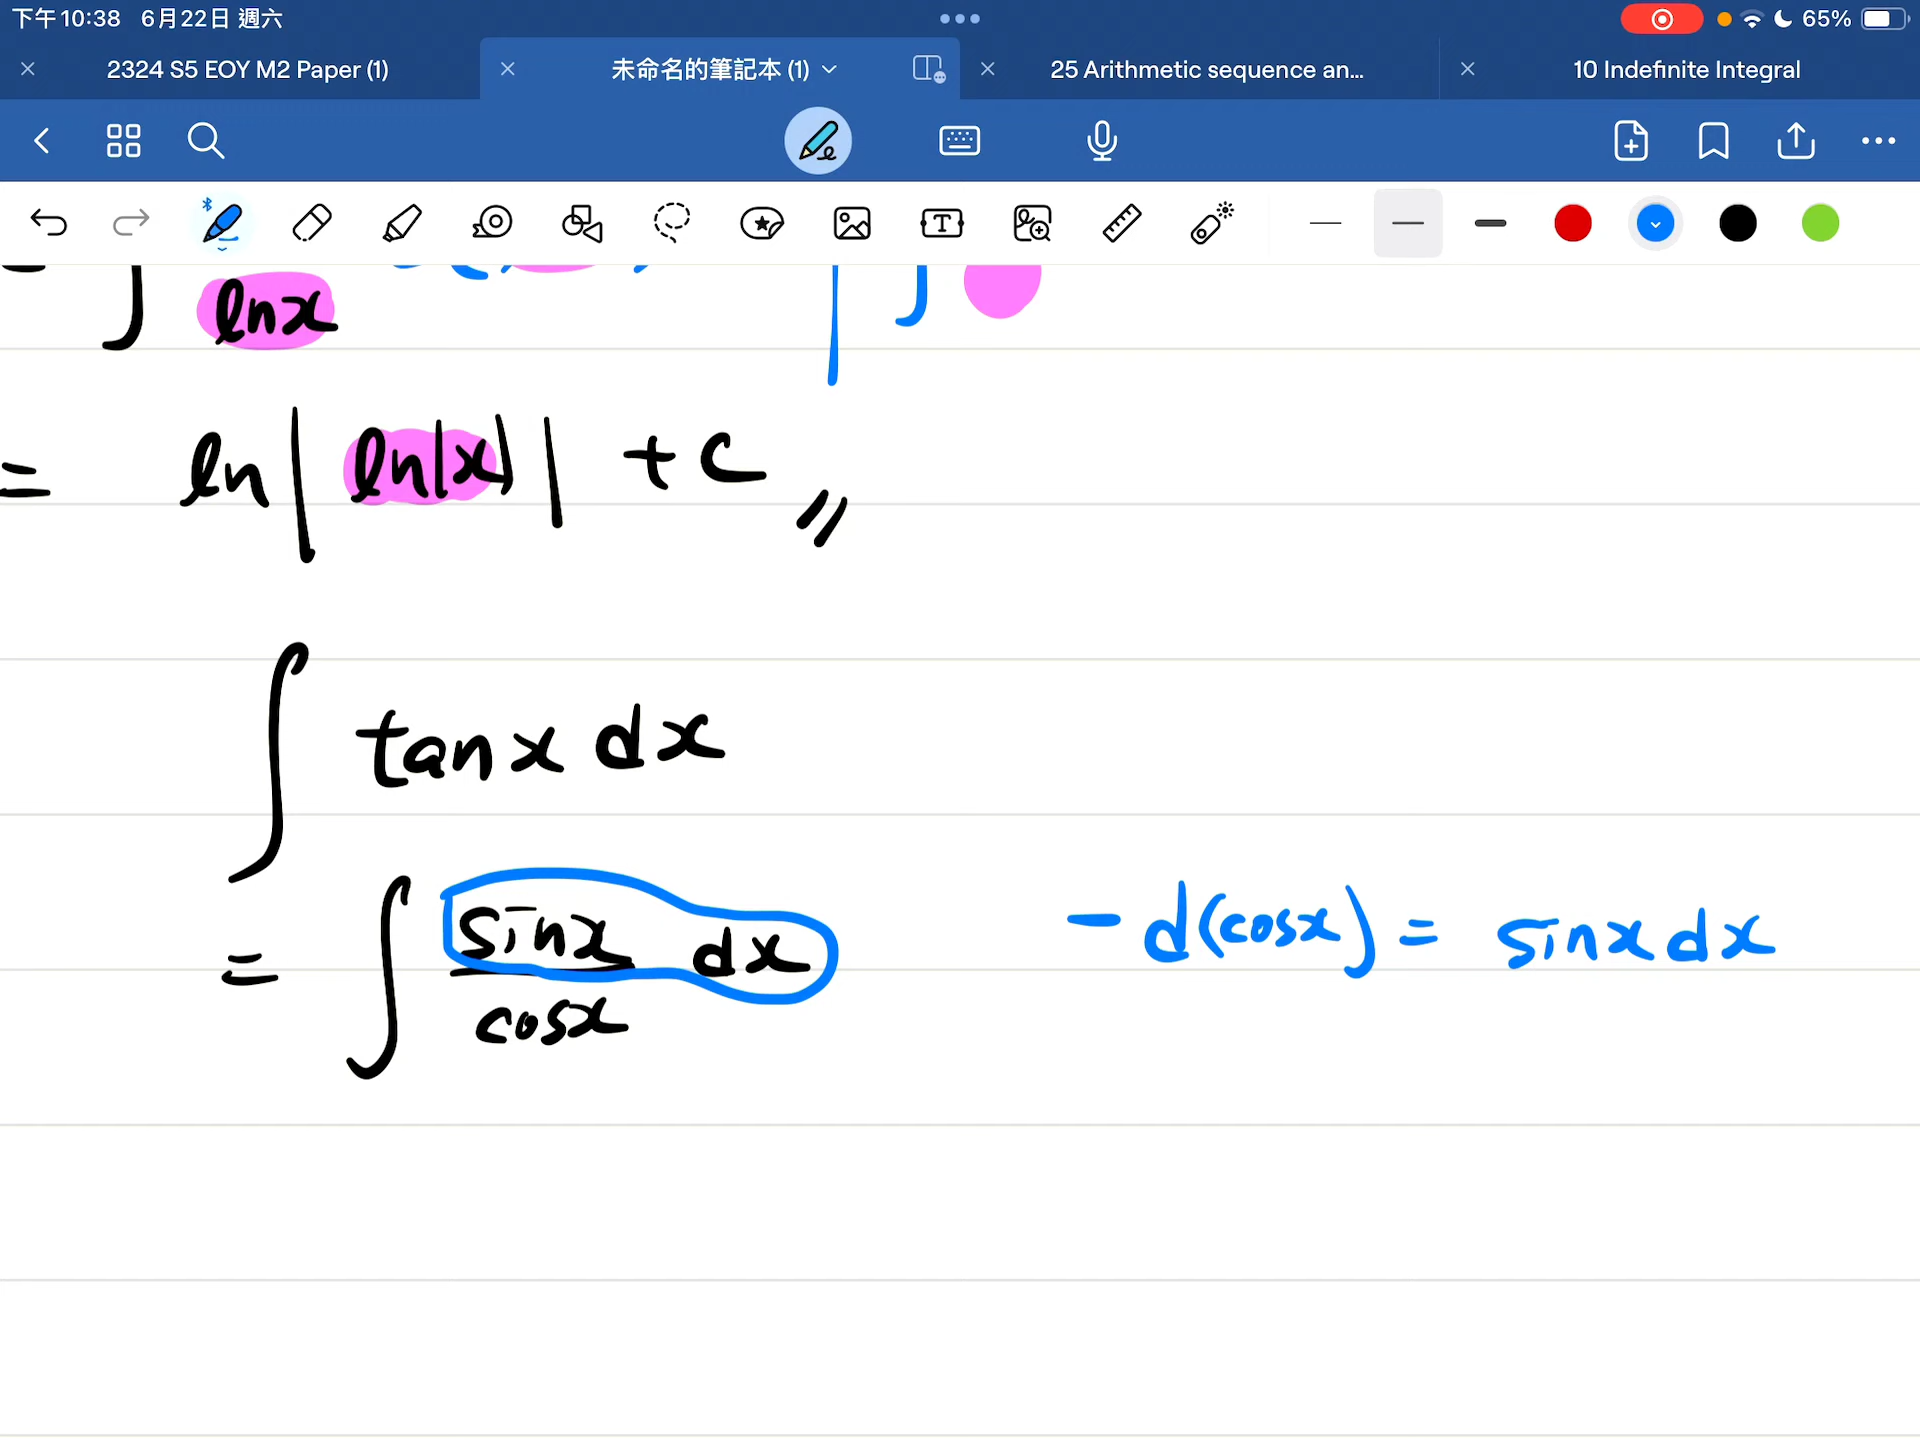 下午10:38 6月22日 週六 65%
2324 S5 EOY M2 Paper (1) 未命名的筆記本 (1) 25 Arithmetic sequence an... 10 Indefinite Integral
∫ lnx
= ln|ln|x|| + C //
∫ tanx dx
= ∫ sinx/cosx dx -d(cosx) = sinx dx